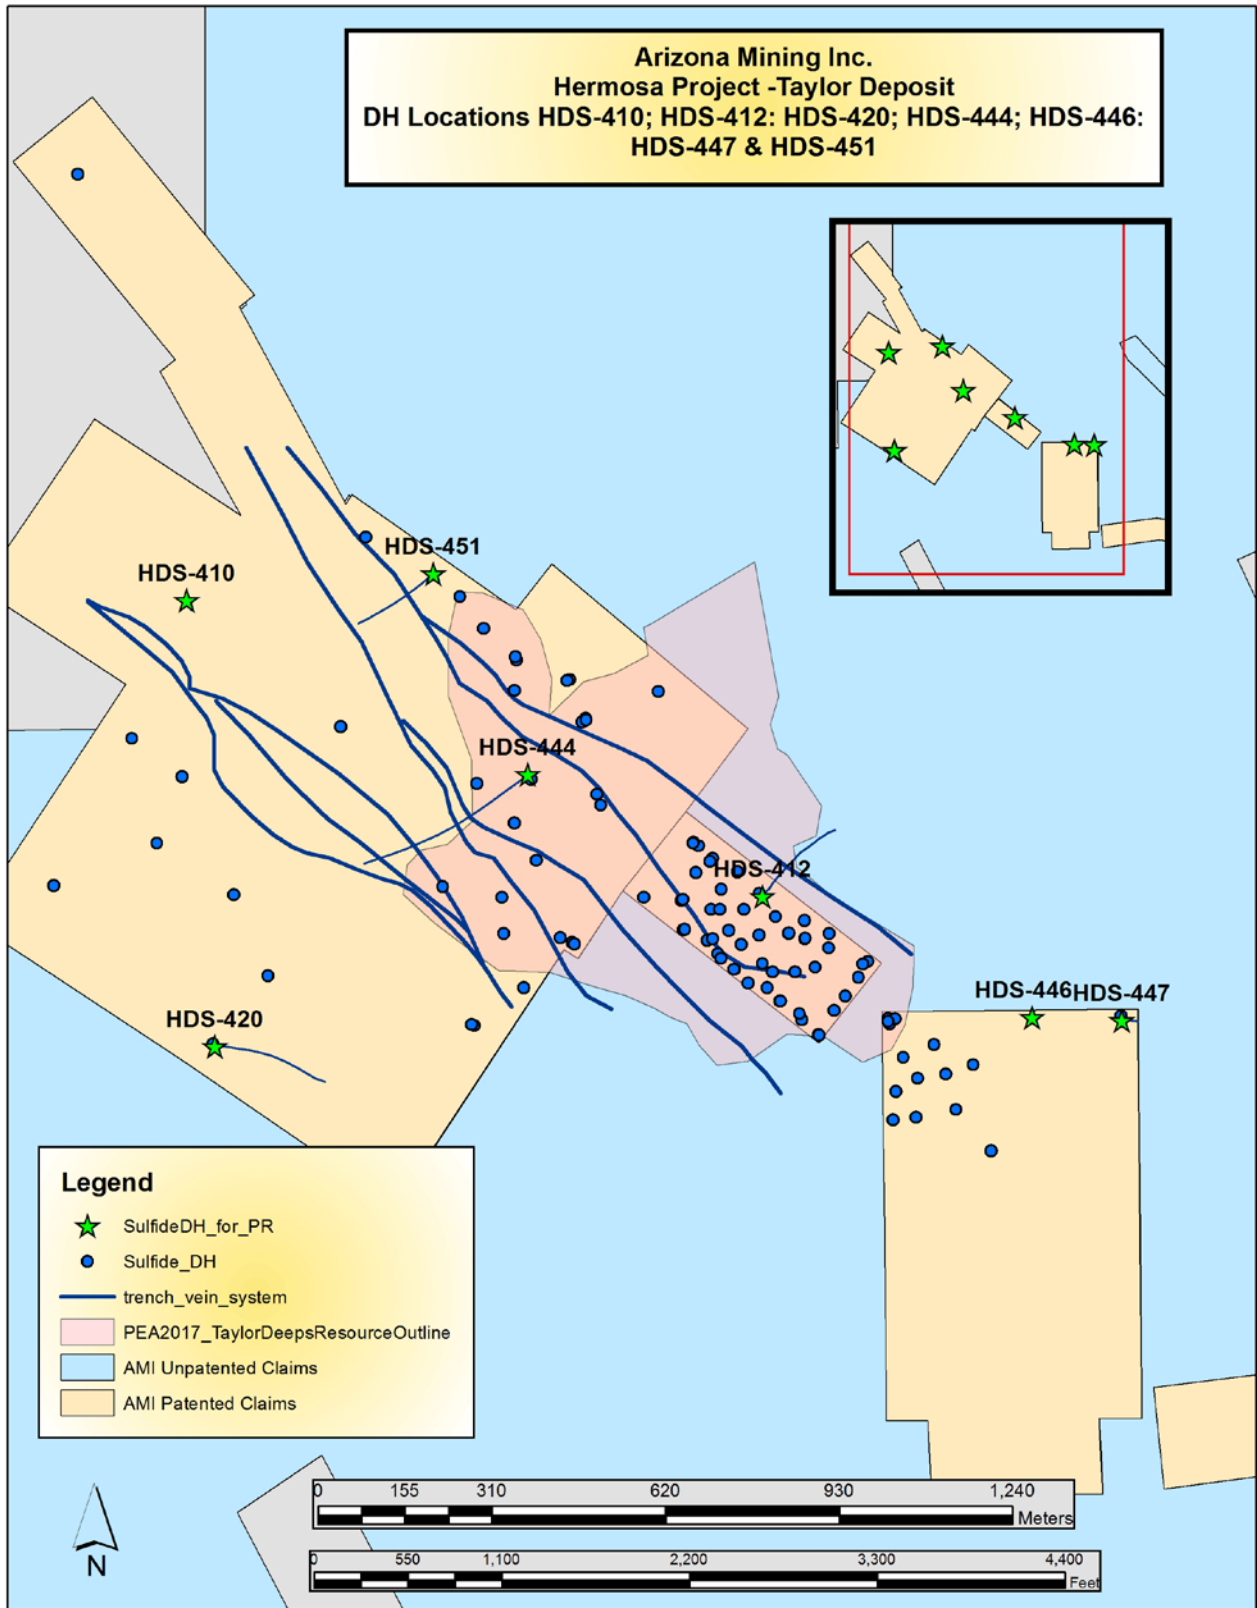 Arizona Mining Inc.
Hermosa Project -Taylor Deposit
DH Locations HDS-410; HDS-412: HDS-420; HDS-444; HDS-446:
HDS-447 & HDS-451
HDS-451
HDS-410
HDS-444
HDS-412
HDS-446
HDS-447
HDS-420
Legend
SulfideDH_for_PR
Sulfide_DH
trench_vein_system
PEA2017_TaylorDeepsResourceOutline
AMI Unpatented Claims
AMI Patented Claims
0 155 310 620 930 1,240
Meters
0 550 1,100 2,200 3,300 4,400
Feet
N